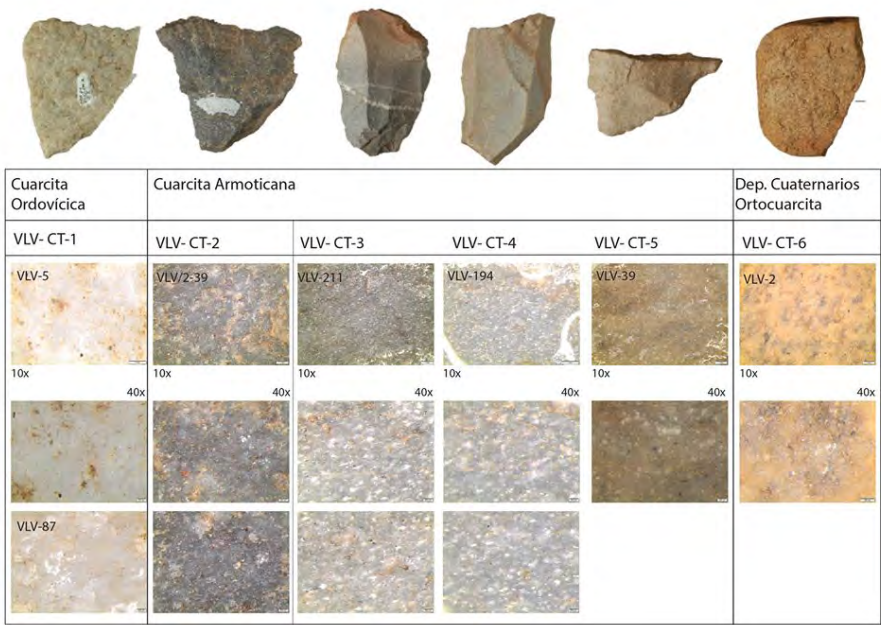 Cuarcita
Ordovícica
Cuarcita Armoticana
Dep. Cuaternarios
Ortocuarcita
VLV- CT-1
VLV- CT-2
VLV- CT-3
VLV- CT-4
VLV- CT-5
VLV- CT-6
VLV-5
VLV/2-39
VLV-211
VLV-194
VLV-39
VLV-2
10x
10x
10x
10x
10x
10x
40x
40x
40x
40x
40x
40x
VLV-87